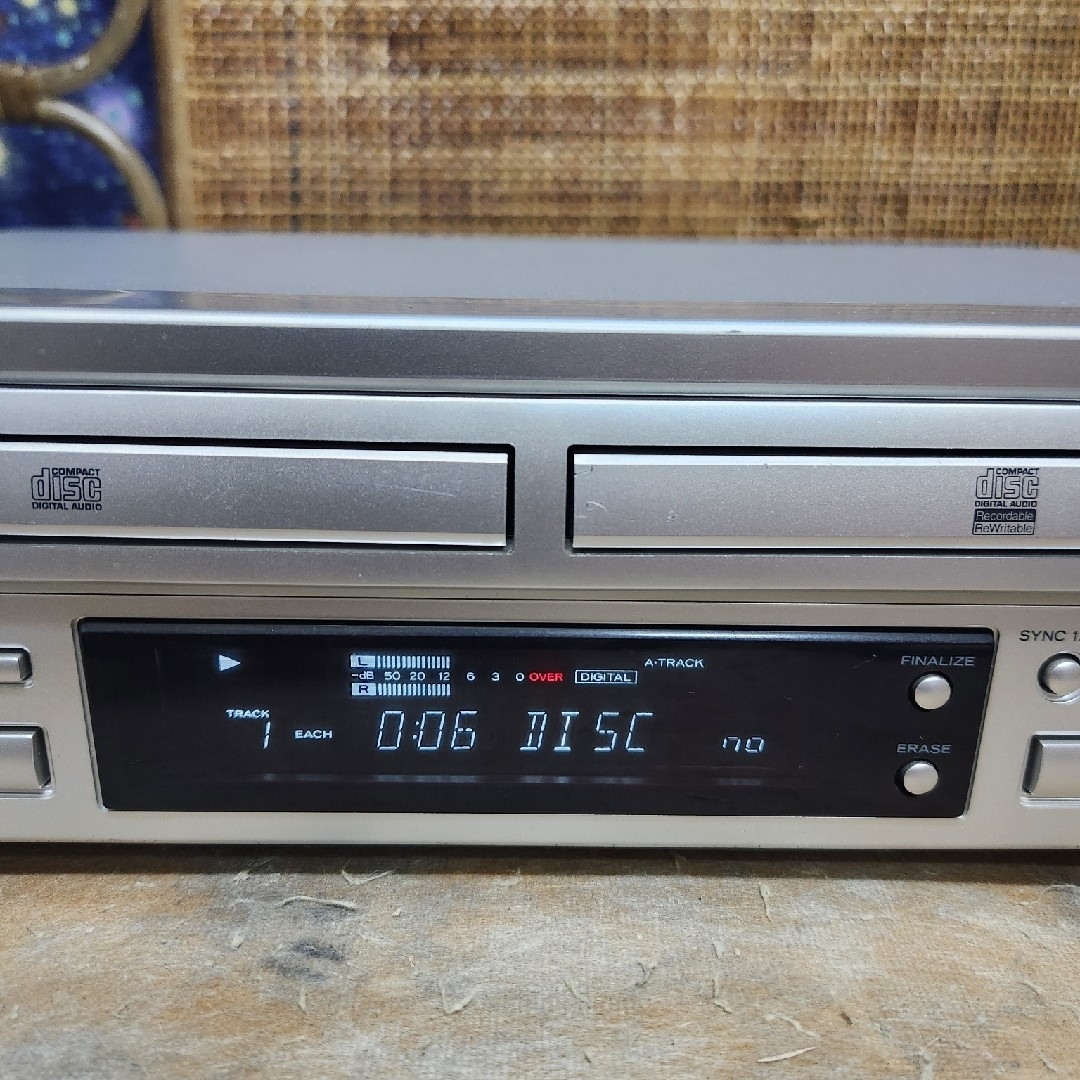 COMPACT
disc
DIGITAL AUDIO
COMPACT
disc
DIGITAL AUDIO
Recordable
ReWritable
SYNC
L
-dB 50 20 12 6 3 0 OVER DIGITAL
R
A·TRACK
TRACK
1 EACH 0:06 DISC no
FINALIZE
ERASE